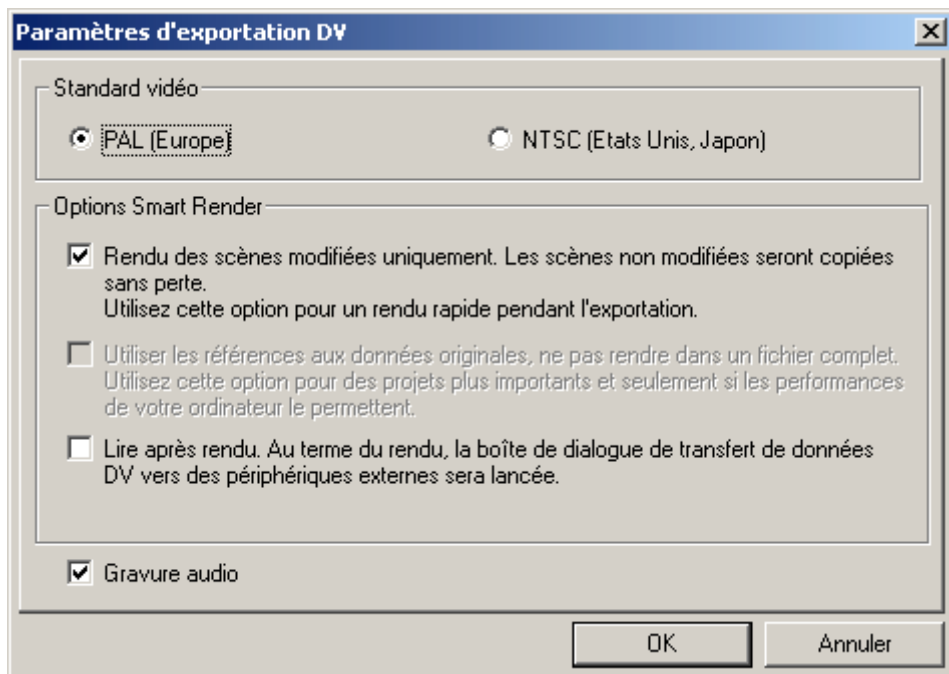 Paramètres d'exportation DV
Standard vidéo
PAL (Europe)
NTSC (Etats Unis, Japon)
Options Smart Render
Rendu des scènes modifiées uniquement. Les scènes non modifiées seront copiées
sans perte.
Utilisez cette option pour un rendu rapide pendant l'exportation.
Utiliser les références aux données originales, ne pas rendre dans un fichier complet.
Utilisez cette option pour des projets plus importants et seulement si les performances
de votre ordinateur le permettent.
Lire après rendu. Au terme du rendu, la boîte de dialogue de transfert de données
DV vers des périphériques externes sera lancée.
Gravure audio
OK
Annuler